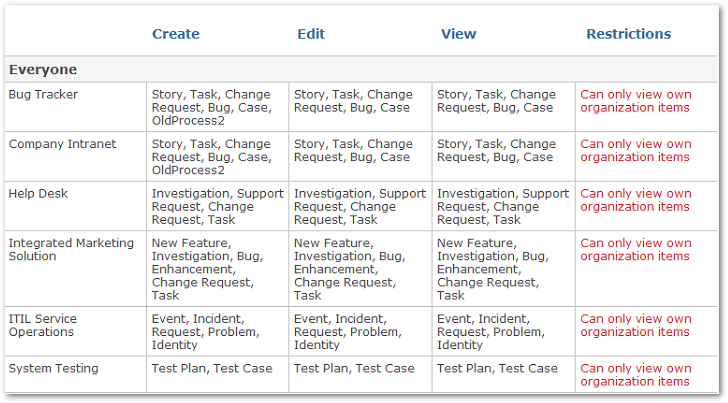 Create Edit View Restrictions
Everyone
Bug Tracker
Story, Task, Change
Request, Bug, Case,
OldProcess2
Story, Task, Change
Request, Bug, Case
Story, Task, Change
Request, Bug, Case
Can only view own
organization items
Company Intranet
Story, Task, Change
Request, Bug, Case,
OldProcess2
Story, Task, Change
Request, Bug, Case
Story, Task, Change
Request, Bug, Case
Can only view own
organization items
Help Desk
Investigation, Support
Request, Change
Request, Task
Investigation, Support
Request, Change
Request, Task
Investigation, Support
Request, Change
Request, Task
Can only view own
organization items
Integrated Marketing
Solution
New Feature,
Investigation, Bug,
Enhancement,
Change Request,
Task
New Feature,
Investigation, Bug,
Enhancement,
Change Request,
Task
New Feature,
Investigation, Bug,
Enhancement,
Change Request,
Task
Can only view own
organization items
ITIL Service
Operations
Event, Incident,
Request, Problem,
Identity
Event, Incident,
Request, Problem,
Identity
Event, Incident,
Request, Problem,
Identity
Can only view own
organization items
System Testing
Test Plan, Test Case
Test Plan, Test Case
Test Plan, Test Case
Can only view own
organization items